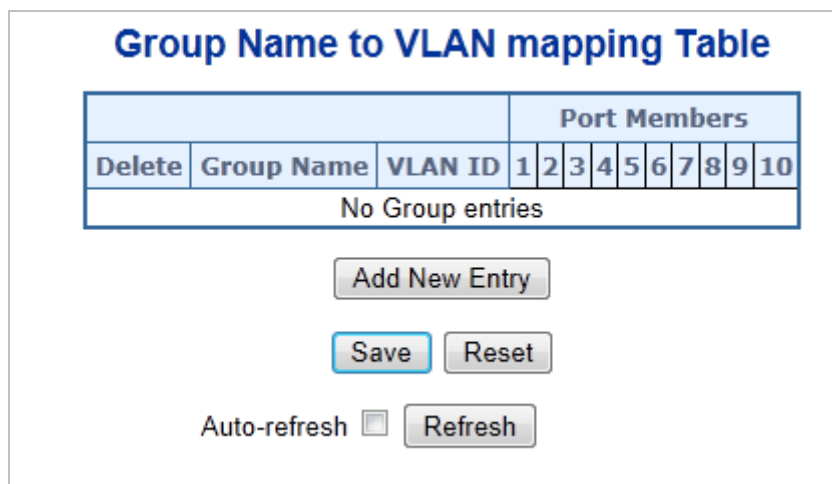 Group Name to VLAN mapping Table
Port Members
Delete Group Name VLAN ID 1 2 3 4 5 6 7 8 9 10
No Group entries
Add New Entry
Save Reset
Auto-refresh Refresh